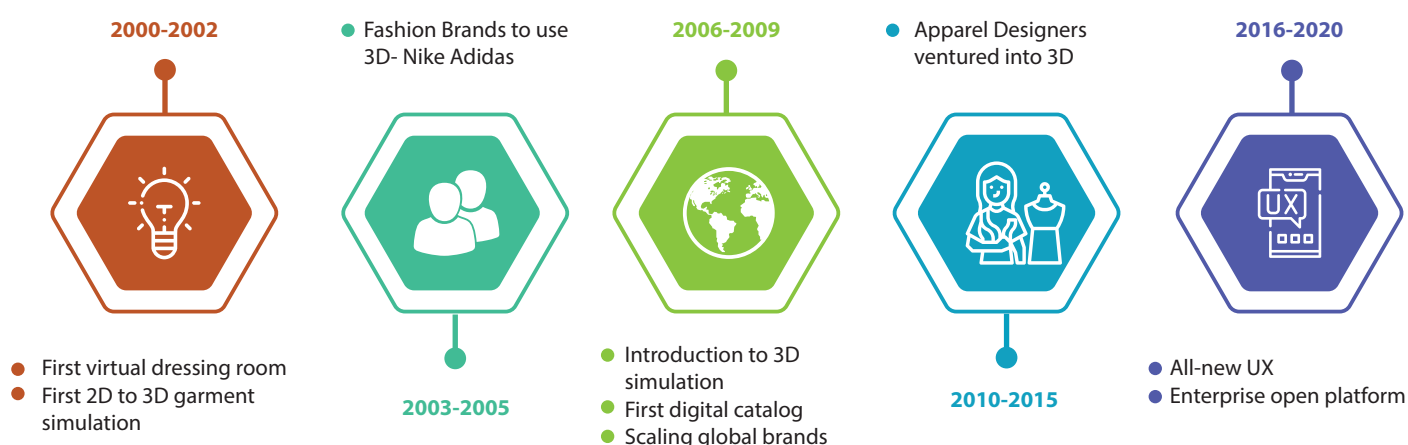 2000-2002
First virtual dressing room
First 2D to 3D garment
simulation
Fashion Brands to use
3D- Nike Adidas
2003-2005
2006-2009
Introduction to 3D
simulation
First digital catalog
Scaling global brands
Apparel Designers
ventured into 3D
2010-2015
2016-2020
UX
All-new UX
Enterprise open platform